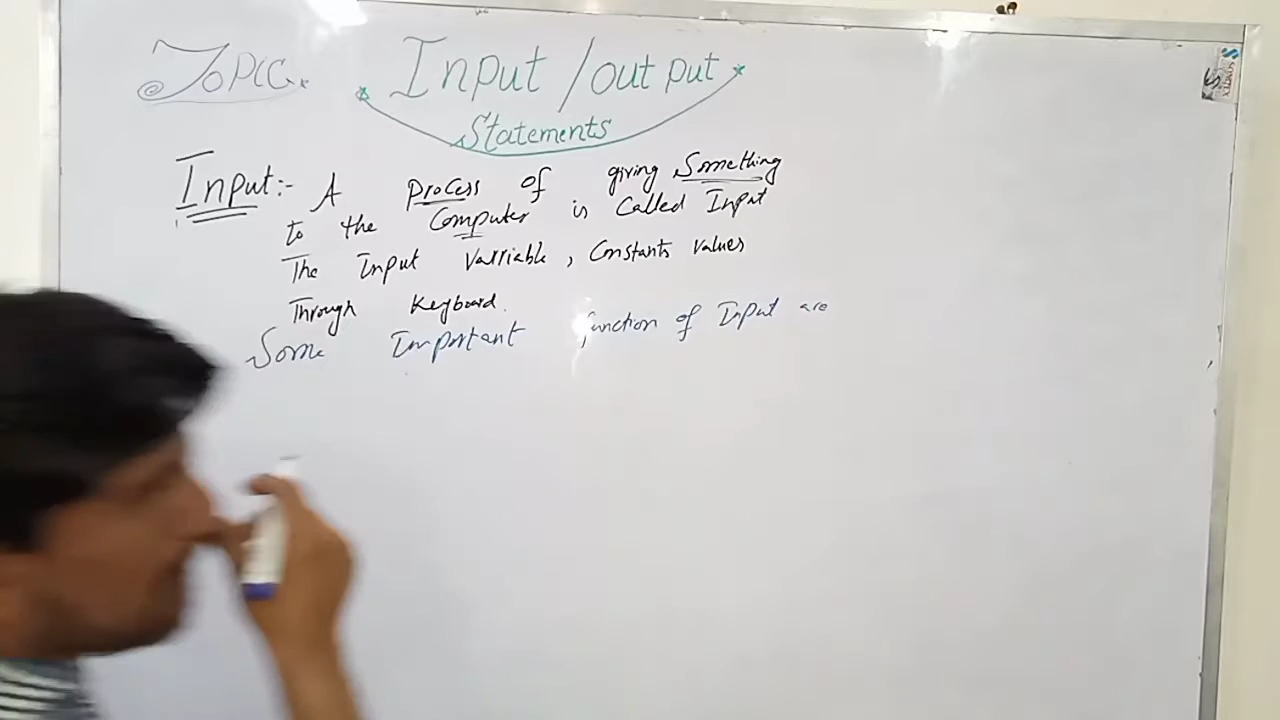 Topic
Input/output
Statements
Input:- A process of giving Something
to the Computer is Called Input
The Input Varriable, Constants values
Through Keyboard.
Some Important function of Input are